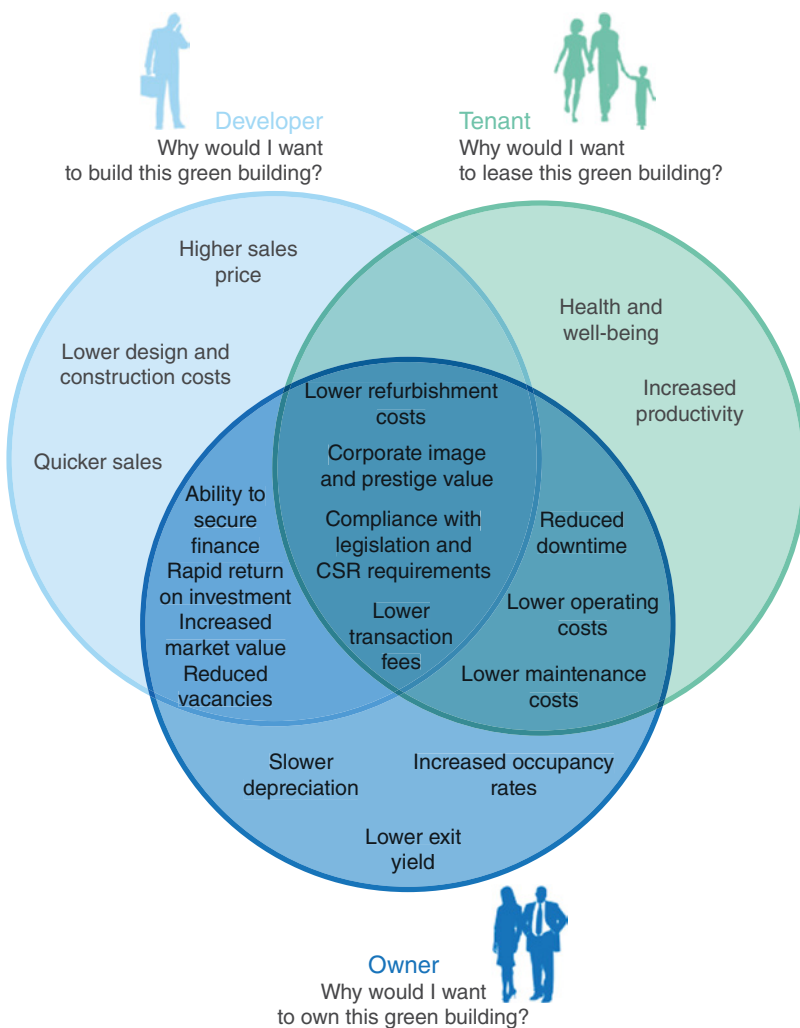 Developer
Why would I want
to build this green building?
Tenant
Why would I want
to lease this green building?
Higher sales
price
Lower design and
construction costs
Quicker sales
Health and
well-being
Increased
productivity
Lower refurbishment
costs
Corporate image
and prestige value
Compliance with
legislation and
CSR requirements
Lower
transaction
fees
Ability to
secure
finance
Rapid return
on investment
Increased
market value
Reduced
vacancies
Reduced
downtime
Lower operating
costs
Lower maintenance
costs
Slower
depreciation
Increased occupancy
rates
Lower exit
yield
Owner
Why would I want
to own this green building?